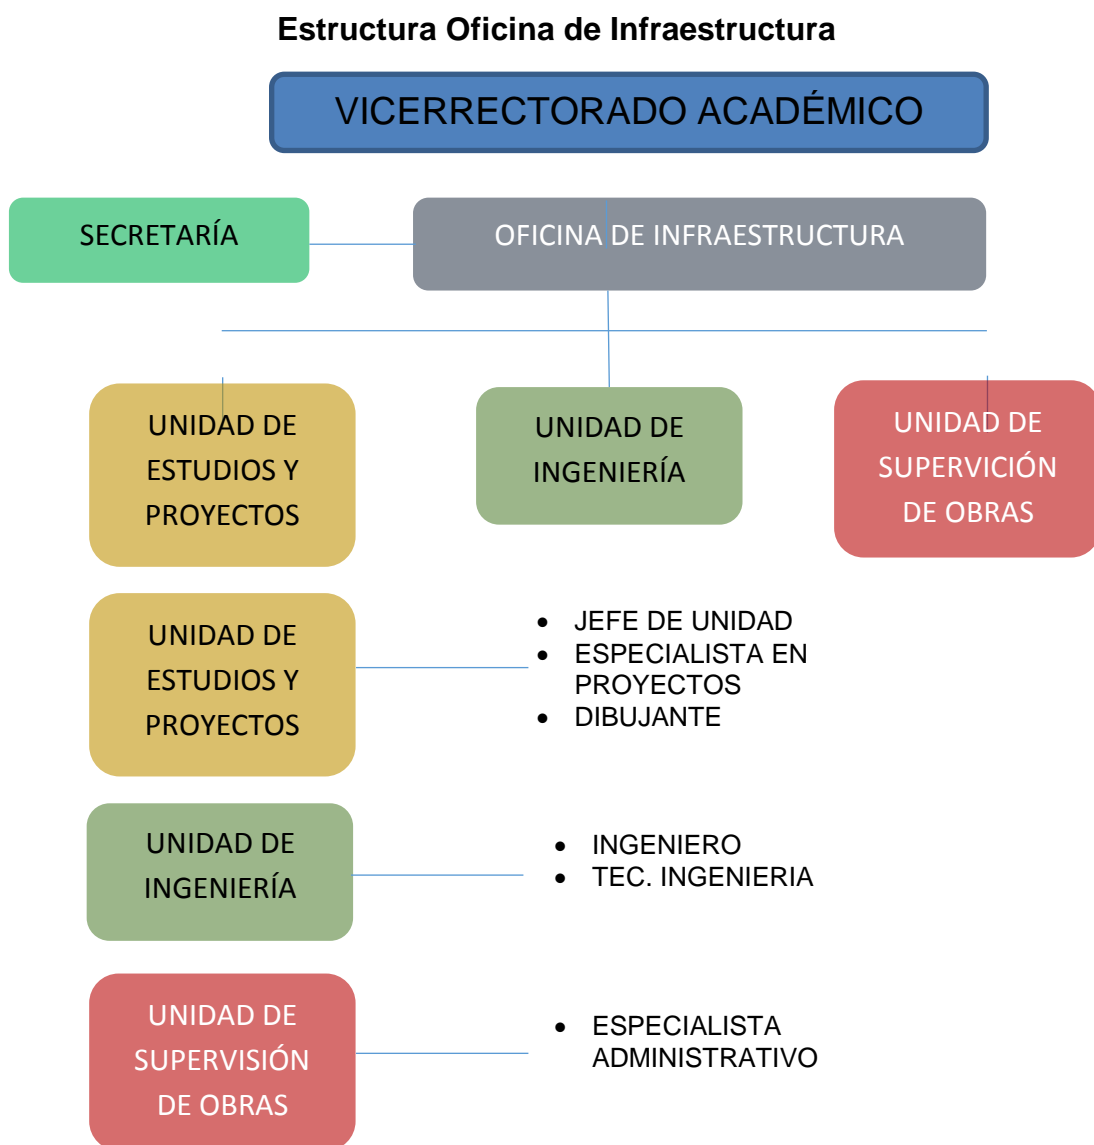 Estructura Oficina de Infraestructura
VICERRECTORADO ACADÉMICO
SECRETARÍA
OFICINA DE INFRAESTRUCTURA
UNIDAD DE
ESTUDIOS Y
PROYECTOS
UNIDAD DE
INGENIERÍA
UNIDAD DE
SUPERVICIÓN
DE OBRAS
UNIDAD DE
ESTUDIOS Y
PROYECTOS
• JEFE DE UNIDAD
• ESPECIALISTA EN
PROYECTOS
• DIBUJANTE
UNIDAD DE
INGENIERÍA
• INGENIERO
• TEC. INGENIERIA
UNIDAD DE
SUPERVISIÓN
DE OBRAS
• ESPECIALISTA
ADMINISTRATIVO